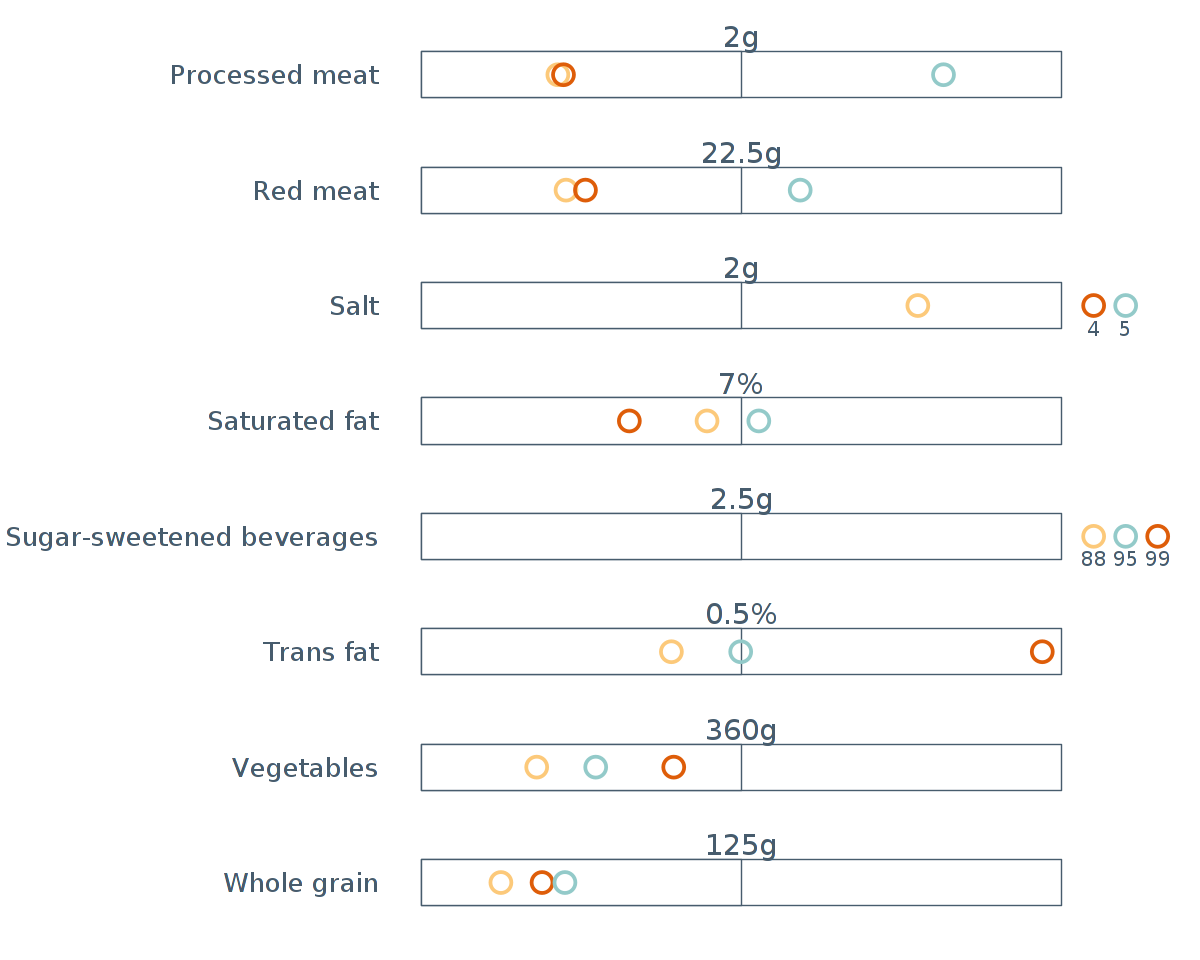 2g
Processed meat
22.5g
Red meat
2g
Salt
4 5
7%
Saturated fat
2.5g
Sugar-sweetened beverages
88 95 99
0.5%
Trans fat
360g
Vegetables
125g
Whole grain